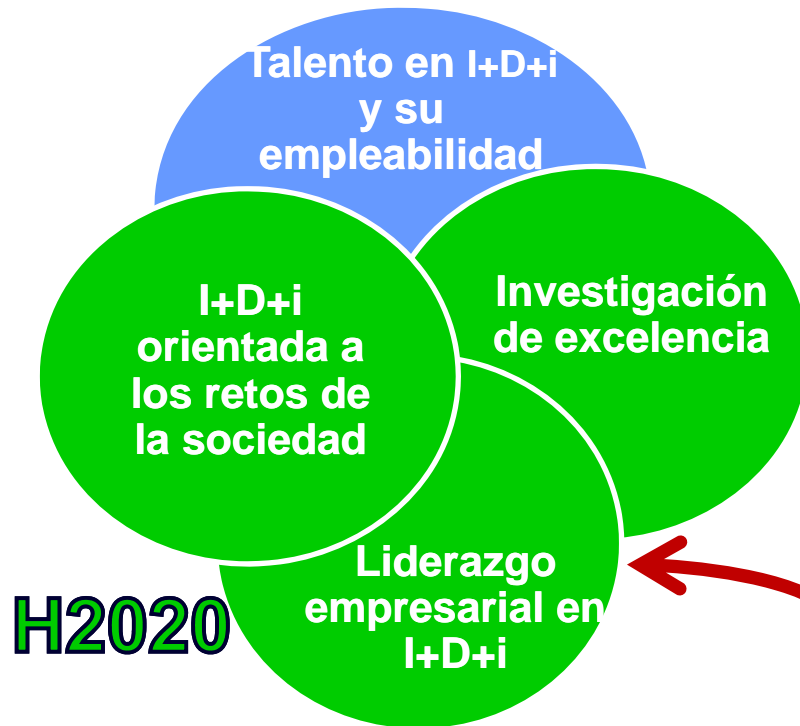 Talento en I+D+i
y su
empleabilidad
Investigación
de excelencia
I+D+i
orientada a
los retos de
la sociedad
Liderazgo
empresarial en
I+D+i
H2020